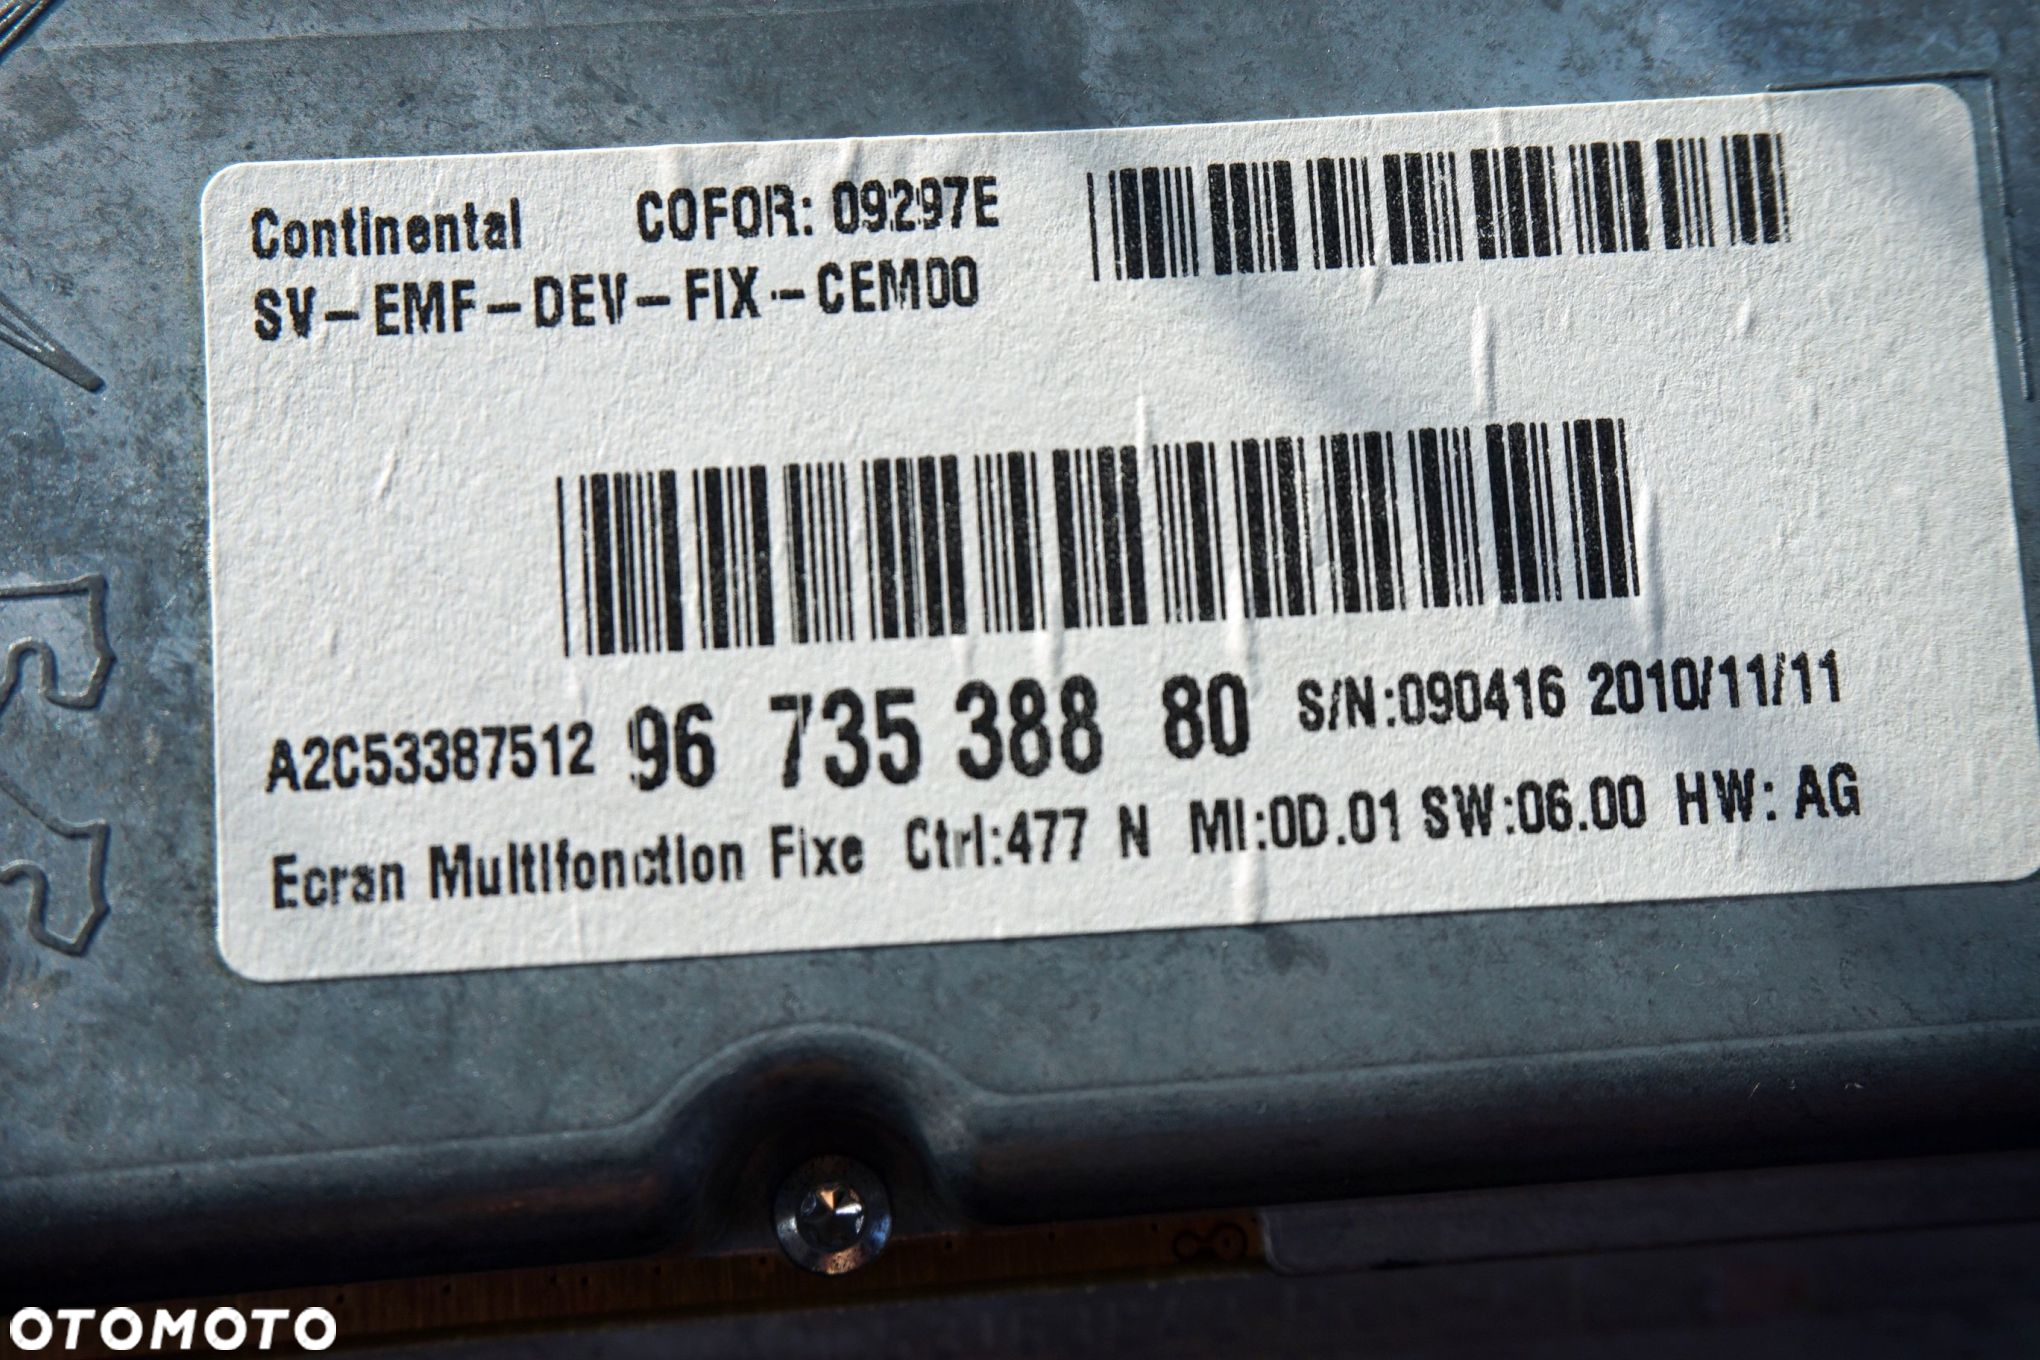 Continental COFOR: 09297E
SV-EMF-DEV-FIX-CEM00
A2C53387512 96 735 388 80 S/N:090416 2010/11/11
Ecran Multifonction Fixe Ctrl:477 N MI:0D.01 SW:06.00 HW: AG
OTOMOTO